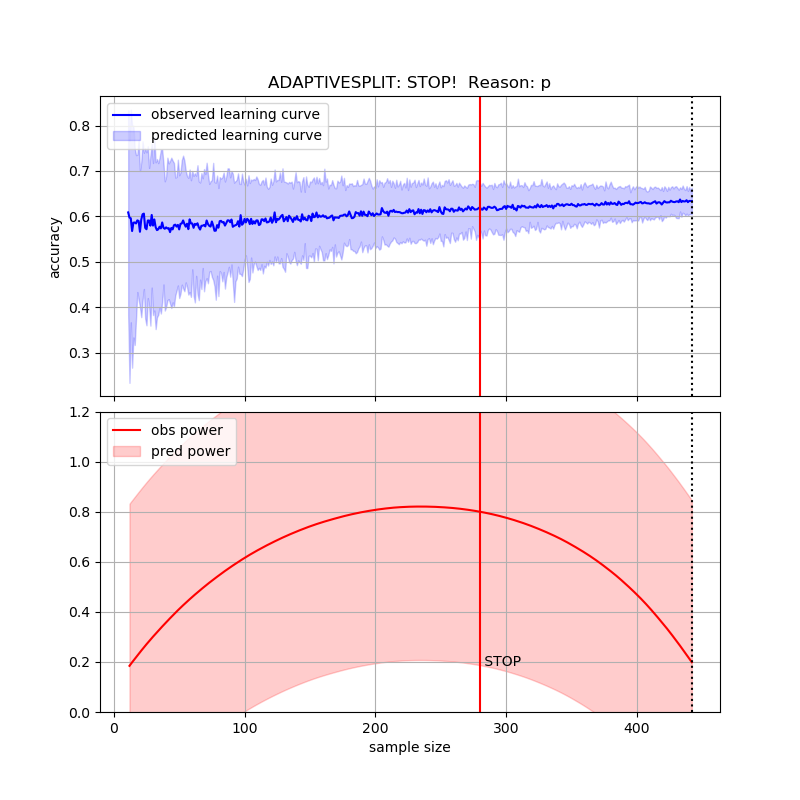 ADAPTIVESPLIT: STOP!  Reason: p
observed learning curve
predicted learning curve
0.8
0.7
0.6
0.5
0.4
0.3
accuracy
obs power
pred power
1.2
1.0
0.8
0.6
0.4
0.2
0.0
STOP
0
100
200
300
400
sample size